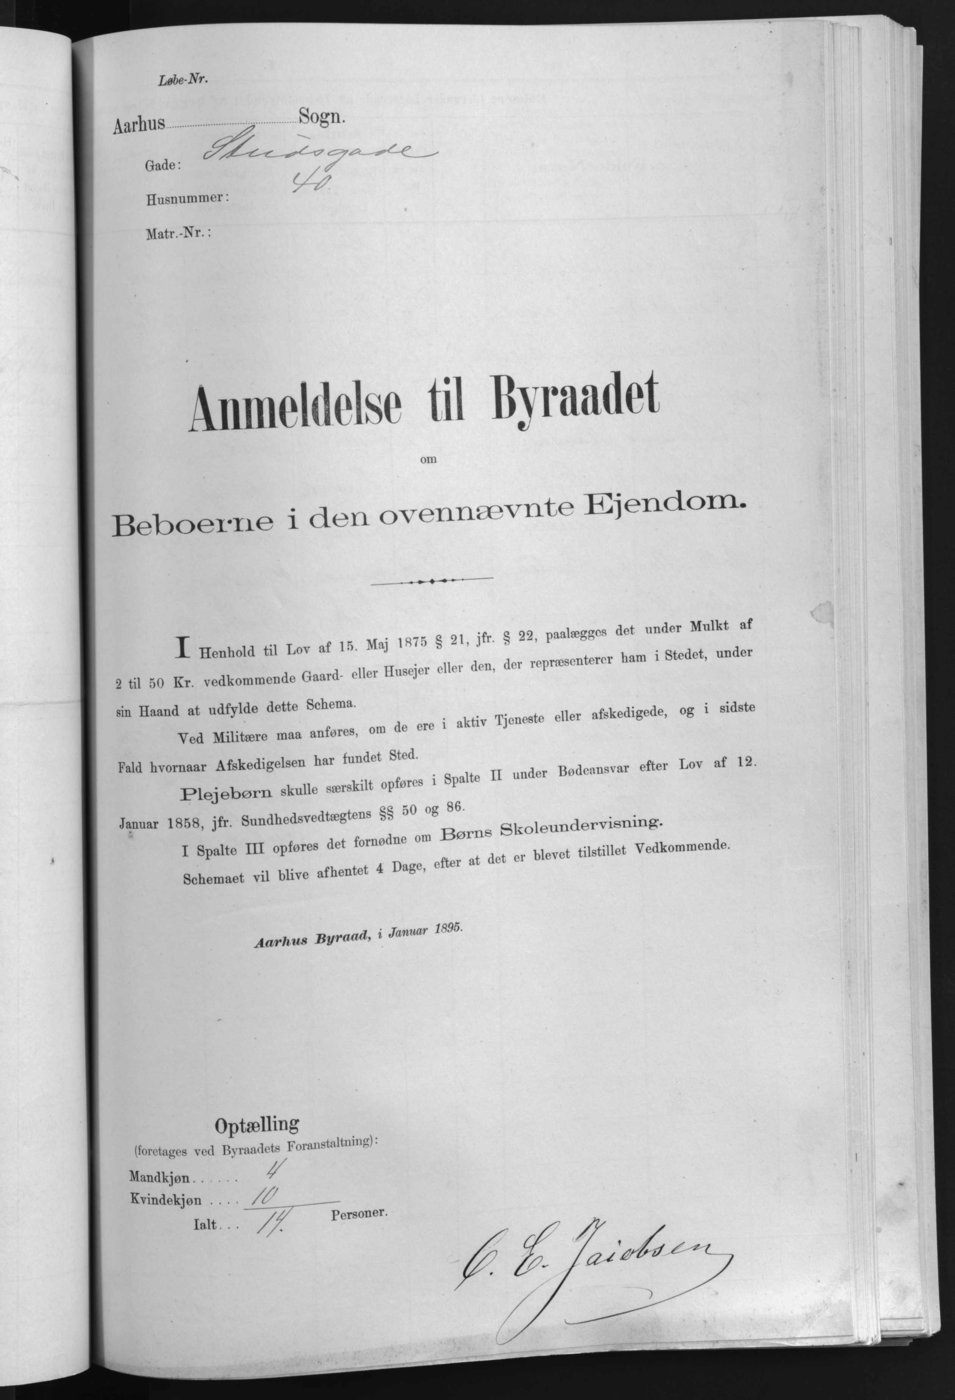 Løbe-Nr.
Aarhus Sogn.
Gade: Studsgade
Husnummer: 40
Matr.-Nr.:
Anmeldelse til Byraadet
om
Beboerne i den ovennævnte Ejendom.
I Henhold til Lov af 15. Maj 1875 § 21, jfr. § 22, paalægges det under Mulkt af
2 til 50 Kr. vedkommende Gaard- eller Husejer eller den, der repræsenterer ham i Stedet, under
sin Haand at udfylde dette Schema.
Ved Militære maa anføres, om de ere i aktiv Tjeneste eller afskedigede, og i sidste
Fald hvornaar Afskedigelsen har fundet Sted.
Plejebørn skulle særskilt opføres i Spalte II under Bødeansvar efter Lov af 12.
Januar 1858, jfr. Sundhedsvedtægtens §§ 50 og 86.
I Spalte III opføres det fornødne om Børns Skoleundervisning.
Schemaet vil blive afhentet 4 Dage, efter at det er blevet tilstillet Vedkommende.
Aarhus Byraad, i Januar 1895.
Optælling
(foretages ved Byraadets Foranstaltning):
Mandkjøn...... 4
Kvindekjøn .... 10
Ialt... 14. Personer.
C. E. Jacobsen